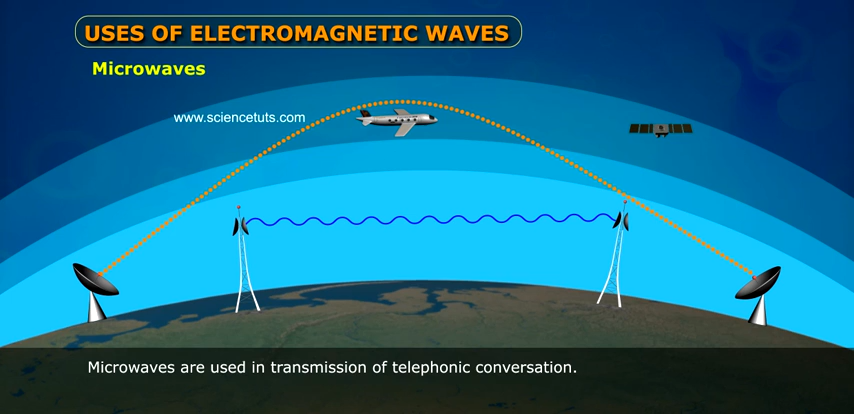 USES OF ELECTROMAGNETIC WAVES
Microwaves
www.sciencetuts.com
Microwaves are used in transmission of telephonic conversation.